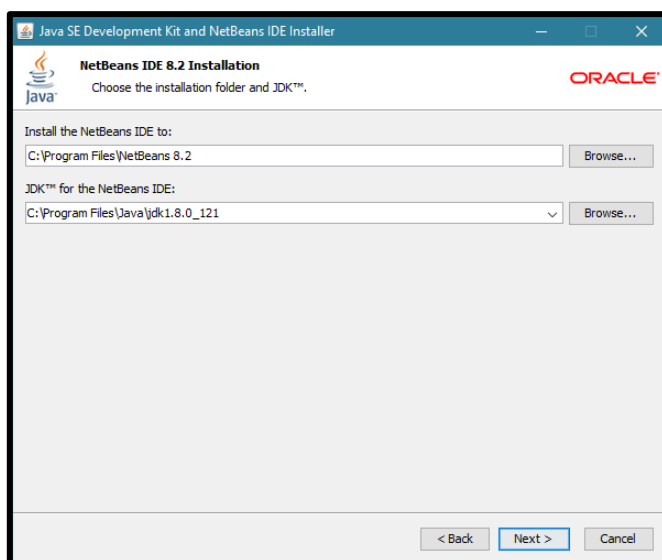 Java SE Development Kit and NetBeans IDE Installer
NetBeans IDE 8.2 Installation
Choose the installation folder and JDK™.
Java™
ORACLE®
Install the NetBeans IDE to:
C:\Program Files\NetBeans 8.2
Browse...
JDK™ for the NetBeans IDE:
C:\Program Files\Java\jdk1.8.0_121
Browse...
< Back
Next >
Cancel